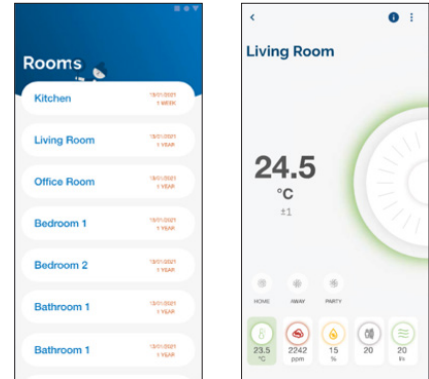 Rooms
Kitchen
1 WEEK
Living Room
1 YEAR
Office Room
1 YEAR
Bedroom 1
1 YEAR
Bedroom 2
1 YEAR
Bathroom 1
1 YEAR
Bathroom 1
1 YEAR
Living Room
24.5
°C
±1
HOME
AWAY
PARTY
23.5
°C
2242
ppm
15
%
20
20